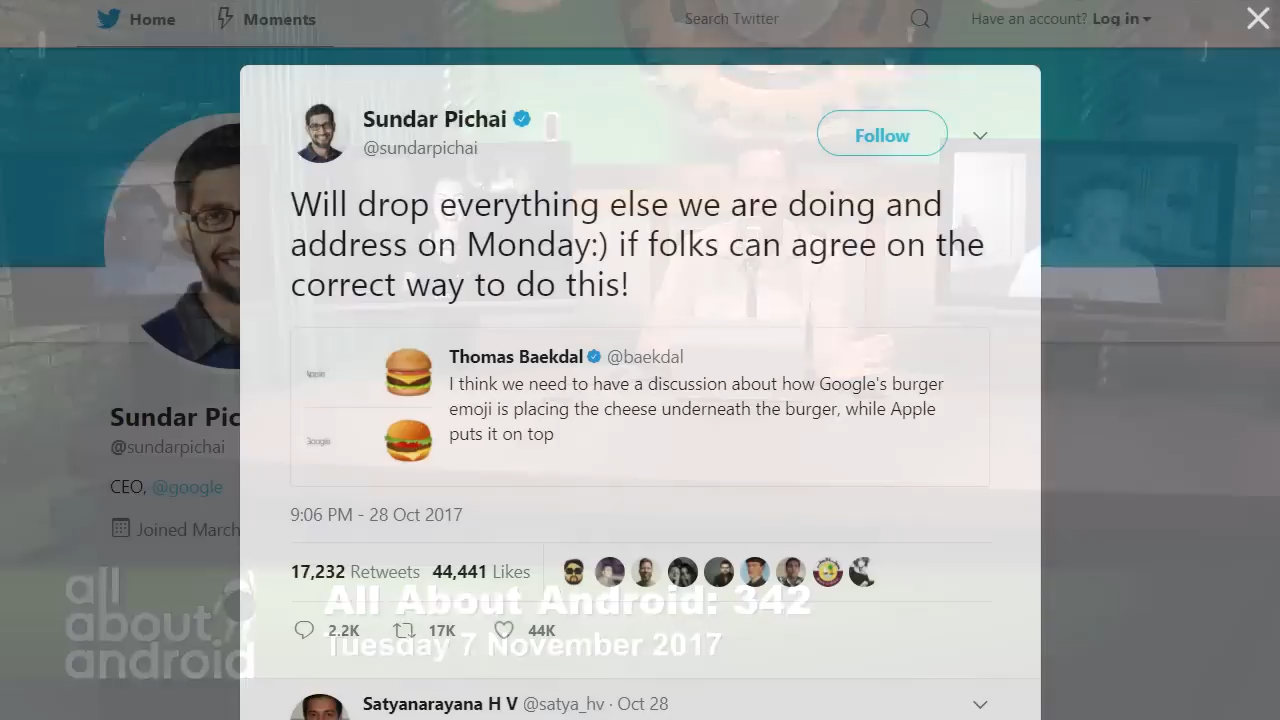 Home
Moments
Search Twitter
Have an account? Log in
Sundar Pichai
@sundarpichai
Follow
Will drop everything else we are doing and
address on Monday:) if folks can agree on the
correct way to do this!
Thomas Baekdal @baekdal
Apple
I think we need to have a discussion about how Google's burger
emoji is placing the cheese underneath the burger, while Apple
puts it on top
Google
Sundar Pic
@sundarpichai
CEO, @google
Joined March
9:06 PM - 28 Oct 2017
17,232 Retweets 44,441 Likes
2.2K 17K 44K
all
about
android
All About Android: 342
Tuesday 7 November 2017
Satyanarayana H V @satya_hv · Oct 28